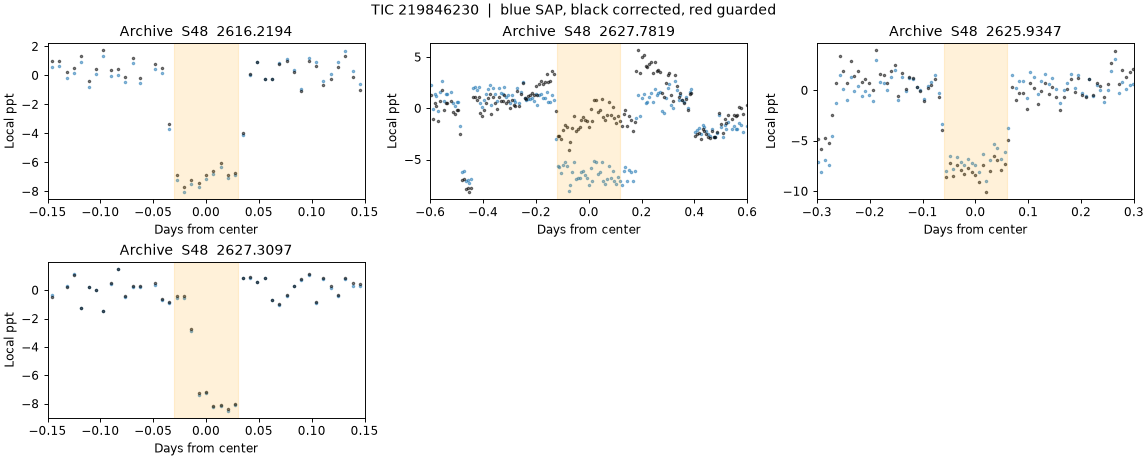 TIC 219846230 | blue SAP, black corrected, red guarded
Archive S48 2616.2194
Archive S48 2627.7819
Archive S48 2625.9347
2
0
−2
−4
−6
−8
Local ppt
−0.15 −0.10 −0.05 0.00 0.05 0.10 0.15
Days from center
5
0
−5
Local ppt
−0.6 −0.4 −0.2 0.0 0.2 0.4 0.6
Days from center
0
−5
−10
Local ppt
−0.3 −0.2 −0.1 0.0 0.1 0.2 0.3
Days from center
Archive S48 2627.3097
0
−2
−4
−6
−8
Local ppt
−0.15 −0.10 −0.05 0.00 0.05 0.10 0.15
Days from center